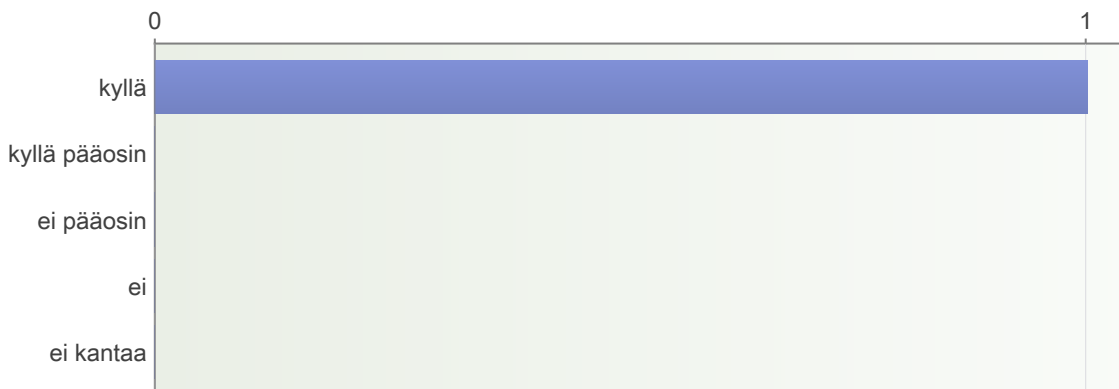 0 1
kyllä
kyllä pääosin
ei pääosin
ei
ei kantaa